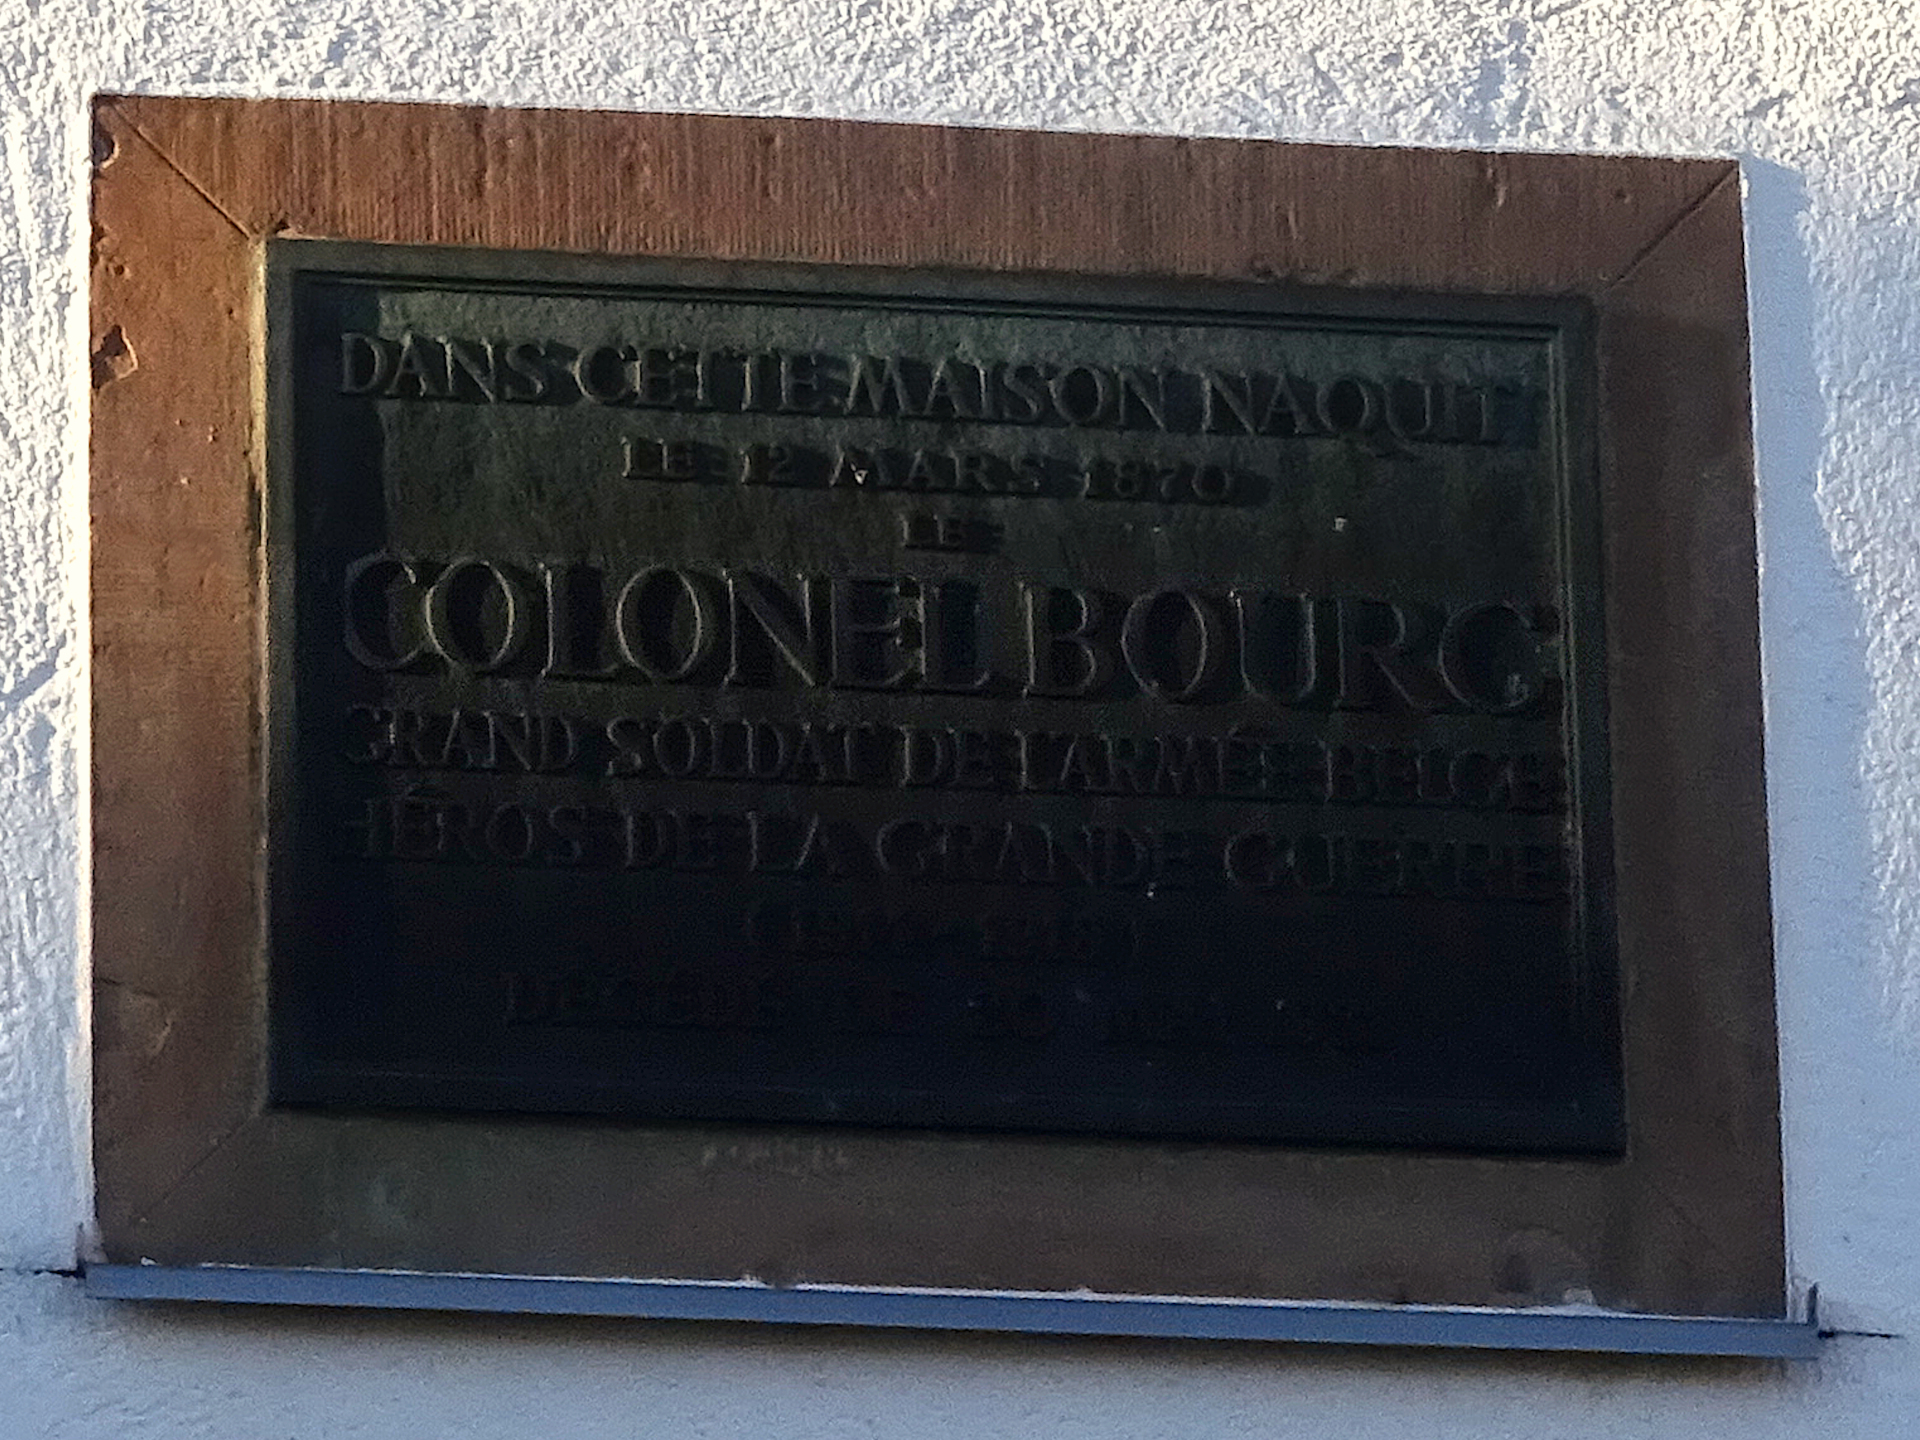 DANS CETTE MAISON NAQUIT
LE 12 MARS 1870
LE
COLONEL BOURG
GRAND SOLDAT DE L'ARMÉE BELGE
HÉROS DE LA GRANDE GUERRE